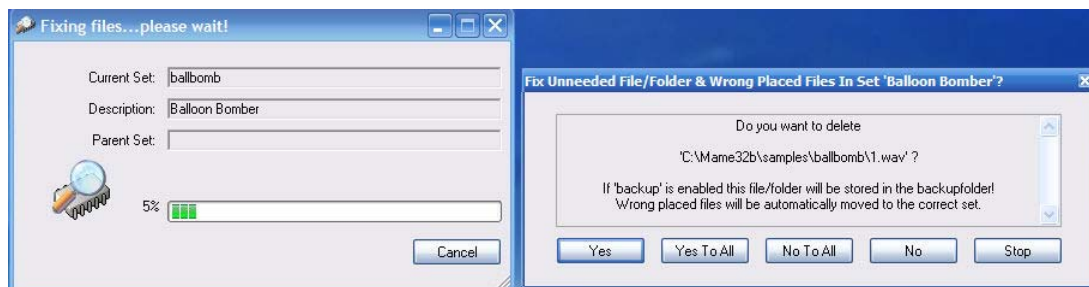 Fixing files...please wait!
Current Set: ballbomb
Description: Balloon Bomber
Parent Set:
5%
Cancel
Fix Unneeded File/Folder & Wrong Placed Files In Set 'Balloon Bomber'?
Do you want to delete
'C:\Mame32b\samples\ballbomb\1.wav' ?
If 'backup' is enabled this file/folder will be stored in the backupfolder!
Wrong placed files will be automatically moved to the correct set.
Yes Yes To All No To All No Stop